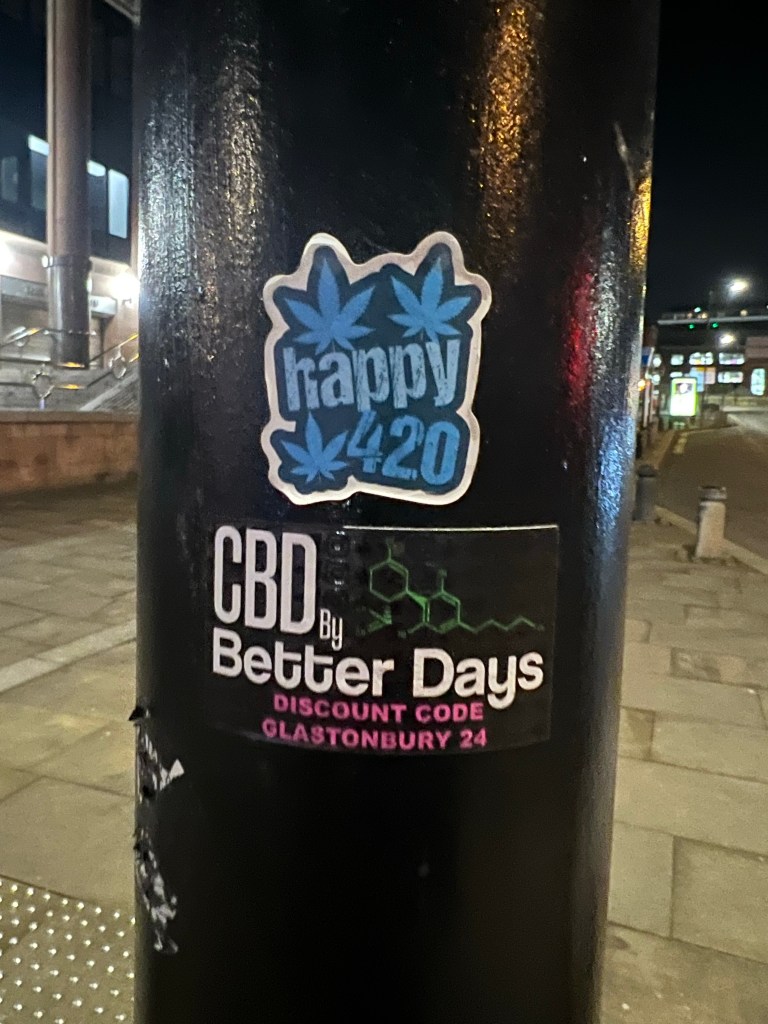 happy
420
CBD By
Better Days
DISCOUNT CODE
GLASTONBURY 24